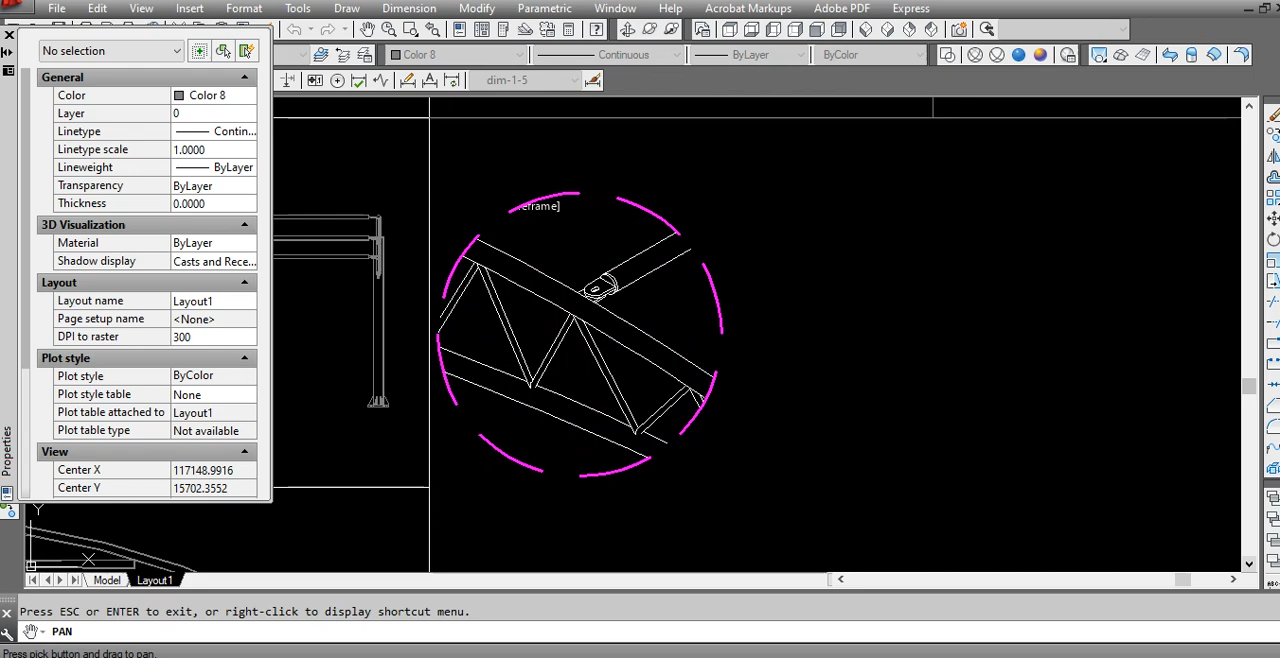 File Edit View Insert Format Tools Draw Dimension Modify Parametric Window Help Acrobat Markups Adobe PDF Express
No selection
Color 8 Continuous ByLayer ByColor
dim-1-5
General
Color Color 8
Layer 0
Linetype Contin...
Linetype scale 1.0000
Lineweight ByLayer
Transparency ByLayer
Thickness 0.0000
3D Visualization
Material ByLayer
Shadow display Casts and Rece...
Layout
Layout name Layout1
Page setup name <None>
DPI to raster 300
Plot style
Plot style ByColor
Plot style table None
Plot table attached to Layout1
Plot table type Not available
View
Center X 117148.9916
Center Y 15702.3552
Properties
erframe]
Y
Model Layout1
Press ESC or ENTER to exit, or right-click to display shortcut menu.
PAN
Press pick button and drag to pan.